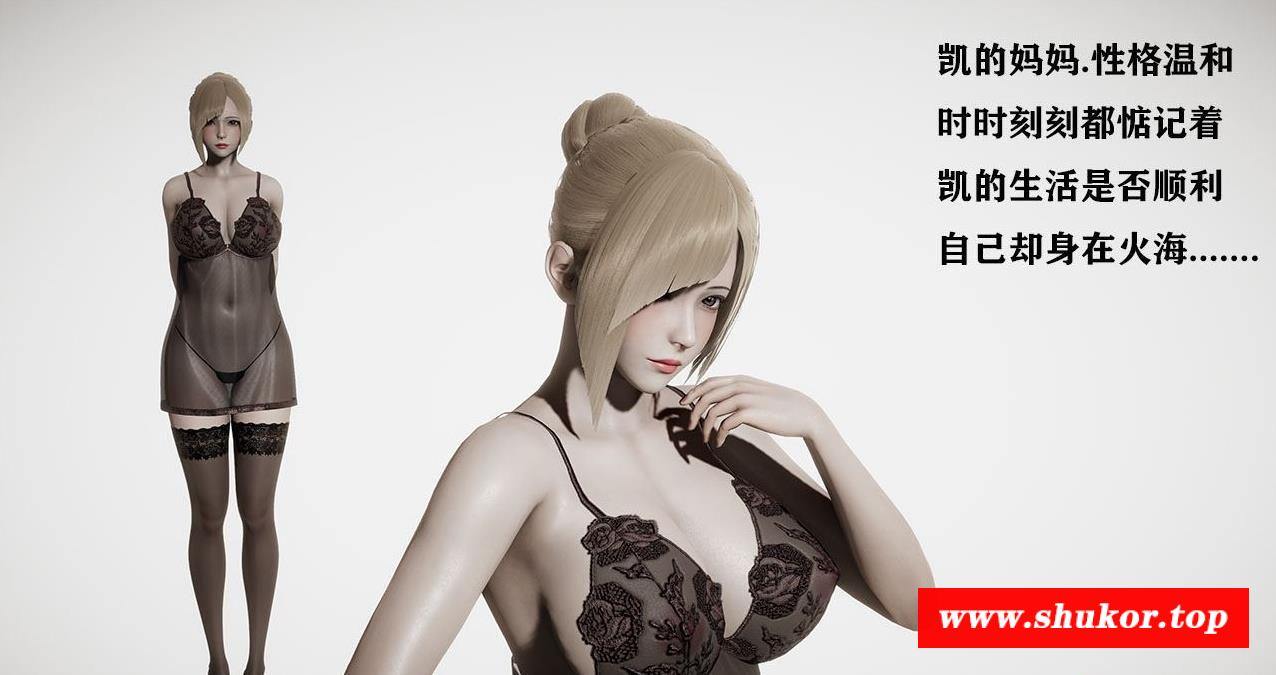 凯的妈妈.性格温和
时时刻刻都惦记着
凯的生活是否顺利
自己却身在火海.......
www.shukor.top